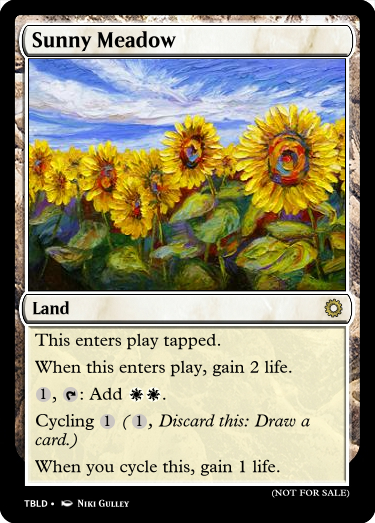 Sunny Meadow
Land
This enters play tapped.
When this enters play, gain 2 life.
1, : Add .
Cycling 1 (1, Discard this: Draw a
card.)
When you cycle this, gain 1 life.
(NOT FOR SALE)
TBLD • Niki Gulley